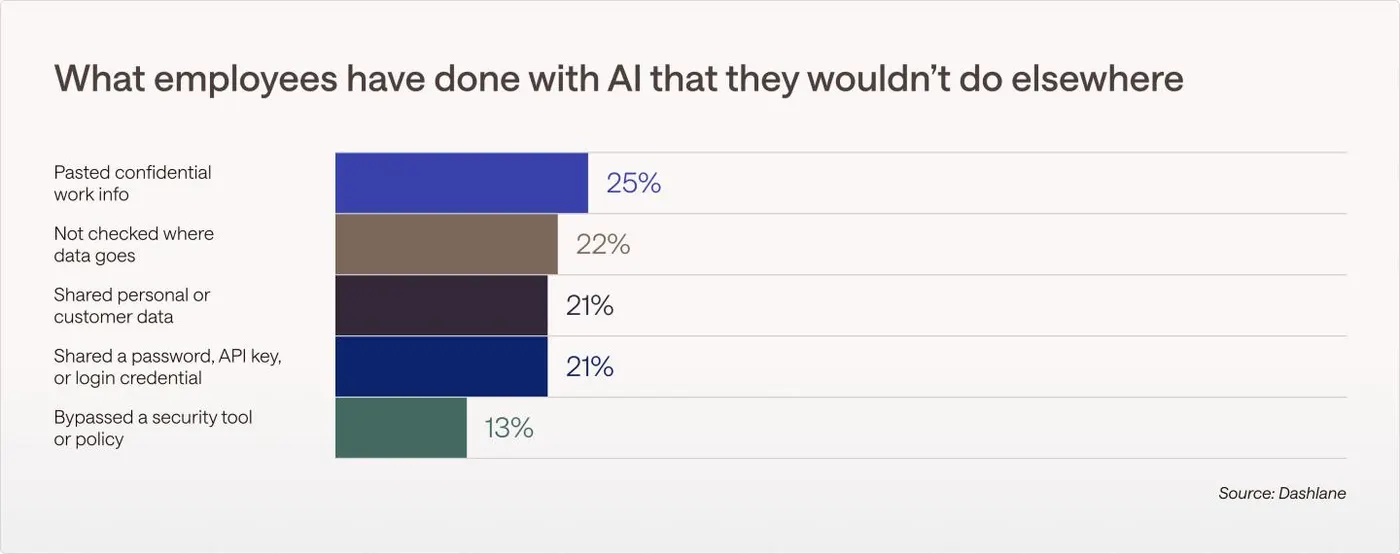 What employees have done with AI that they wouldn’t do elsewhere
Pasted confidential
work info
25%
Not checked where
data goes
22%
Shared personal or
customer data
21%
Shared a password, API key,
or login credential
21%
Bypassed a security tool
or policy
13%
Source: Dashlane